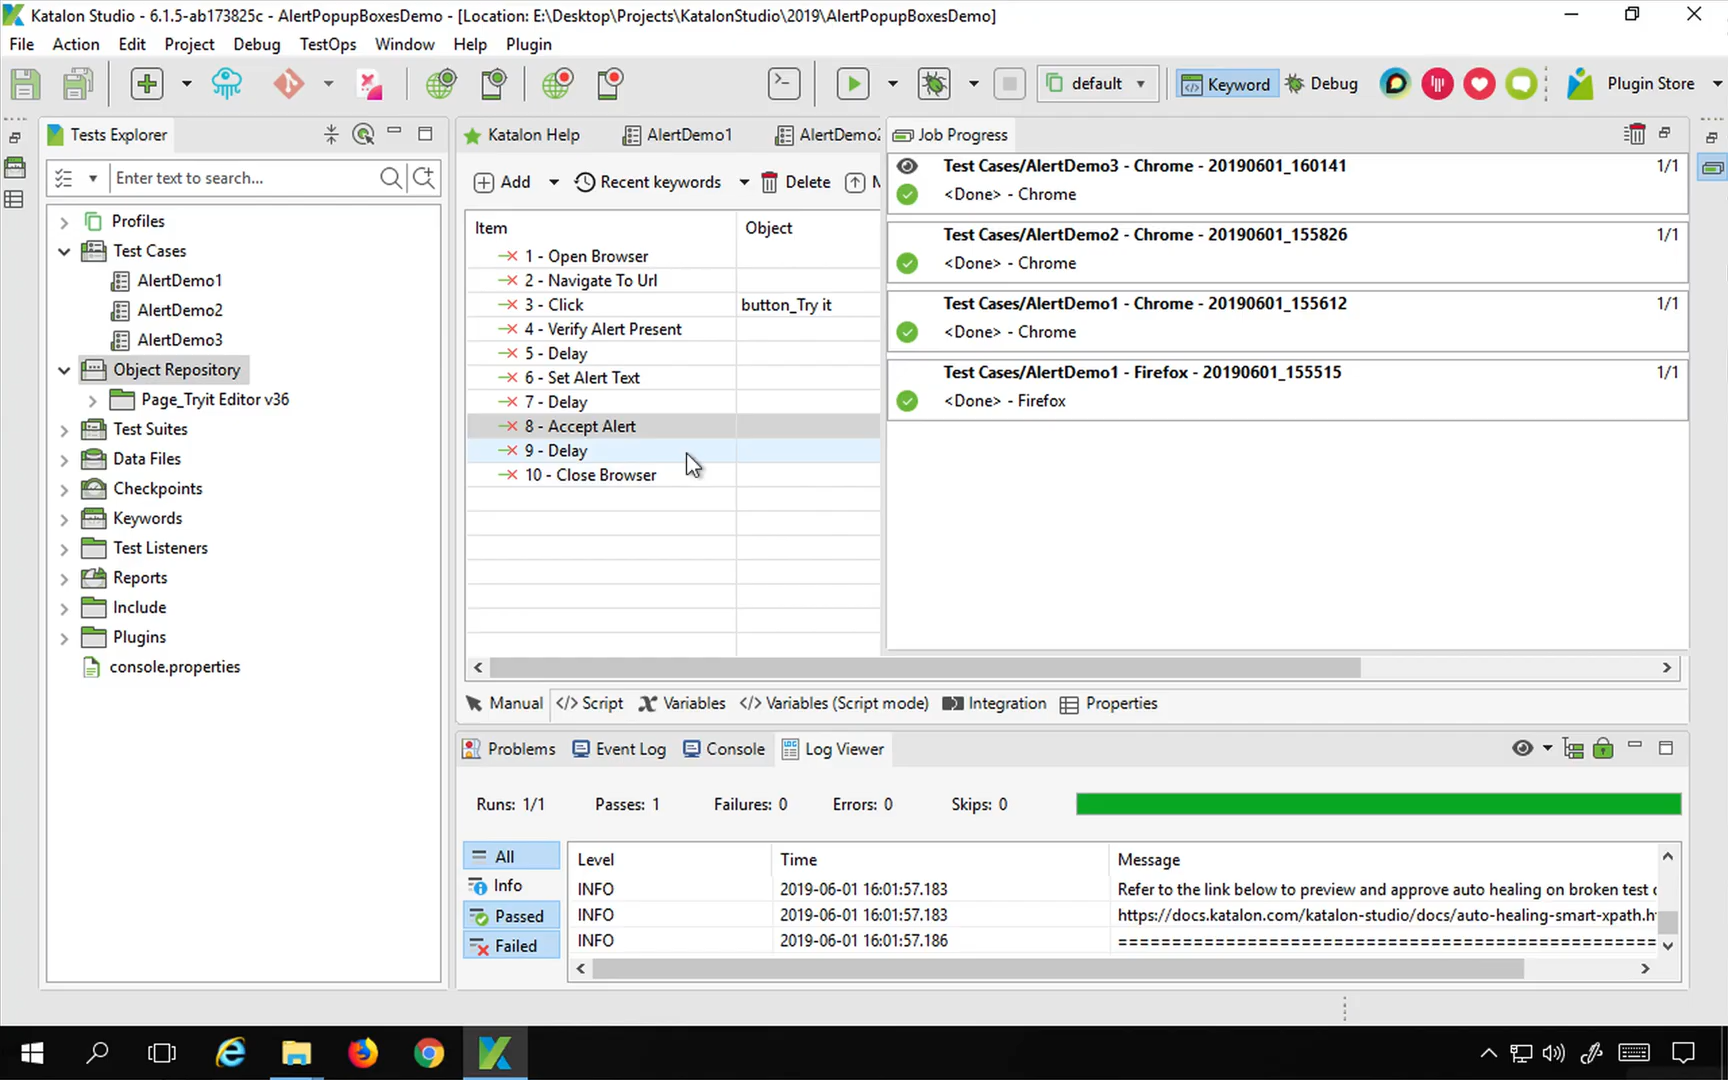 Katalon Studio - 6.1.5-ab173825c - AlertPopupBoxesDemo - [Location: E:\Desktop\Projects\KatalonStudio\2019\AlertPopupBoxesDemo]
File Action Edit Project Debug TestOps Window Help Plugin
default Keyword Debug Plugin Store
Tests Explorer
Enter text to search...
Profiles
Test Cases
AlertDemo1
AlertDemo2
AlertDemo3
Object Repository
Page_Tryit Editor v36
Test Suites
Data Files
Checkpoints
Keywords
Test Listeners
Reports
Include
Plugins
console.properties
Katalon Help AlertDemo1 AlertDemo2
Add Recent keywords Delete M
Item Object
1 - Open Browser
2 - Navigate To Url
3 - Click button_Try it
4 - Verify Alert Present
5 - Delay
6 - Set Alert Text
7 - Delay
8 - Accept Alert
9 - Delay
10 - Close Browser
Job Progress
Test Cases/AlertDemo3 - Chrome - 20190601_160141 1/1
<Done> - Chrome
Test Cases/AlertDemo2 - Chrome - 20190601_155826 1/1
<Done> - Chrome
Test Cases/AlertDemo1 - Chrome - 20190601_155612 1/1
<Done> - Chrome
Test Cases/AlertDemo1 - Firefox - 20190601_155515 1/1
<Done> - Firefox
Manual </> Script Variables </> Variables (Script mode) Integration Properties
Problems Event Log Console Log Viewer
Runs: 1/1 Passes: 1 Failures: 0 Errors: 0 Skips: 0
All
Info
Passed
Failed
Level Time Message
INFO 2019-06-01 16:01:57.183 Refer to the link below to preview and approve auto healing on broken test
INFO 2019-06-01 16:01:57.183 https://docs.katalon.com/katalon-studio/docs/auto-healing-smart-xpath.h
INFO 2019-06-01 16:01:57.186 ==================================================